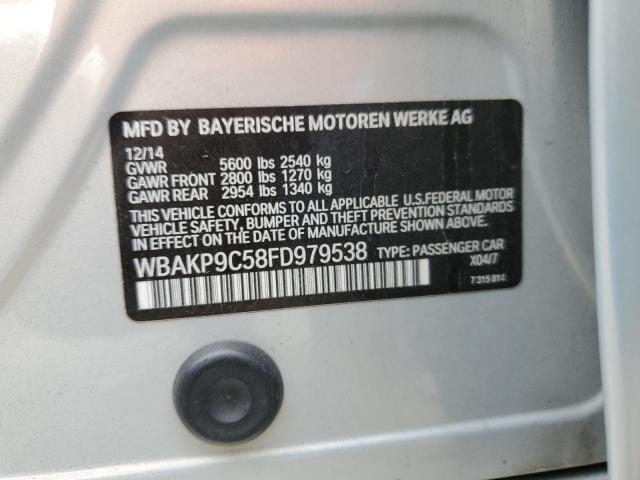 MFD BY BAYERISCHE MOTOREN WERKE AG
12/14
GVWR 5600 lbs 2540 kg
GAWR FRONT 2800 lbs 1270 kg
GAWR REAR 2954 lbs 1340 kg
THIS VEHICLE CONFORMS TO ALL APPLICABLE U.S.FEDERAL MOTOR
VEHICLE SAFETY, BUMPER AND THEFT PREVENTION STANDARDS
IN EFFECT ON THE DATE OF MANUFACTURE SHOWN ABOVE.
WBAKP9C58FD979538 TYPE: PASSENGER CAR
X04/7